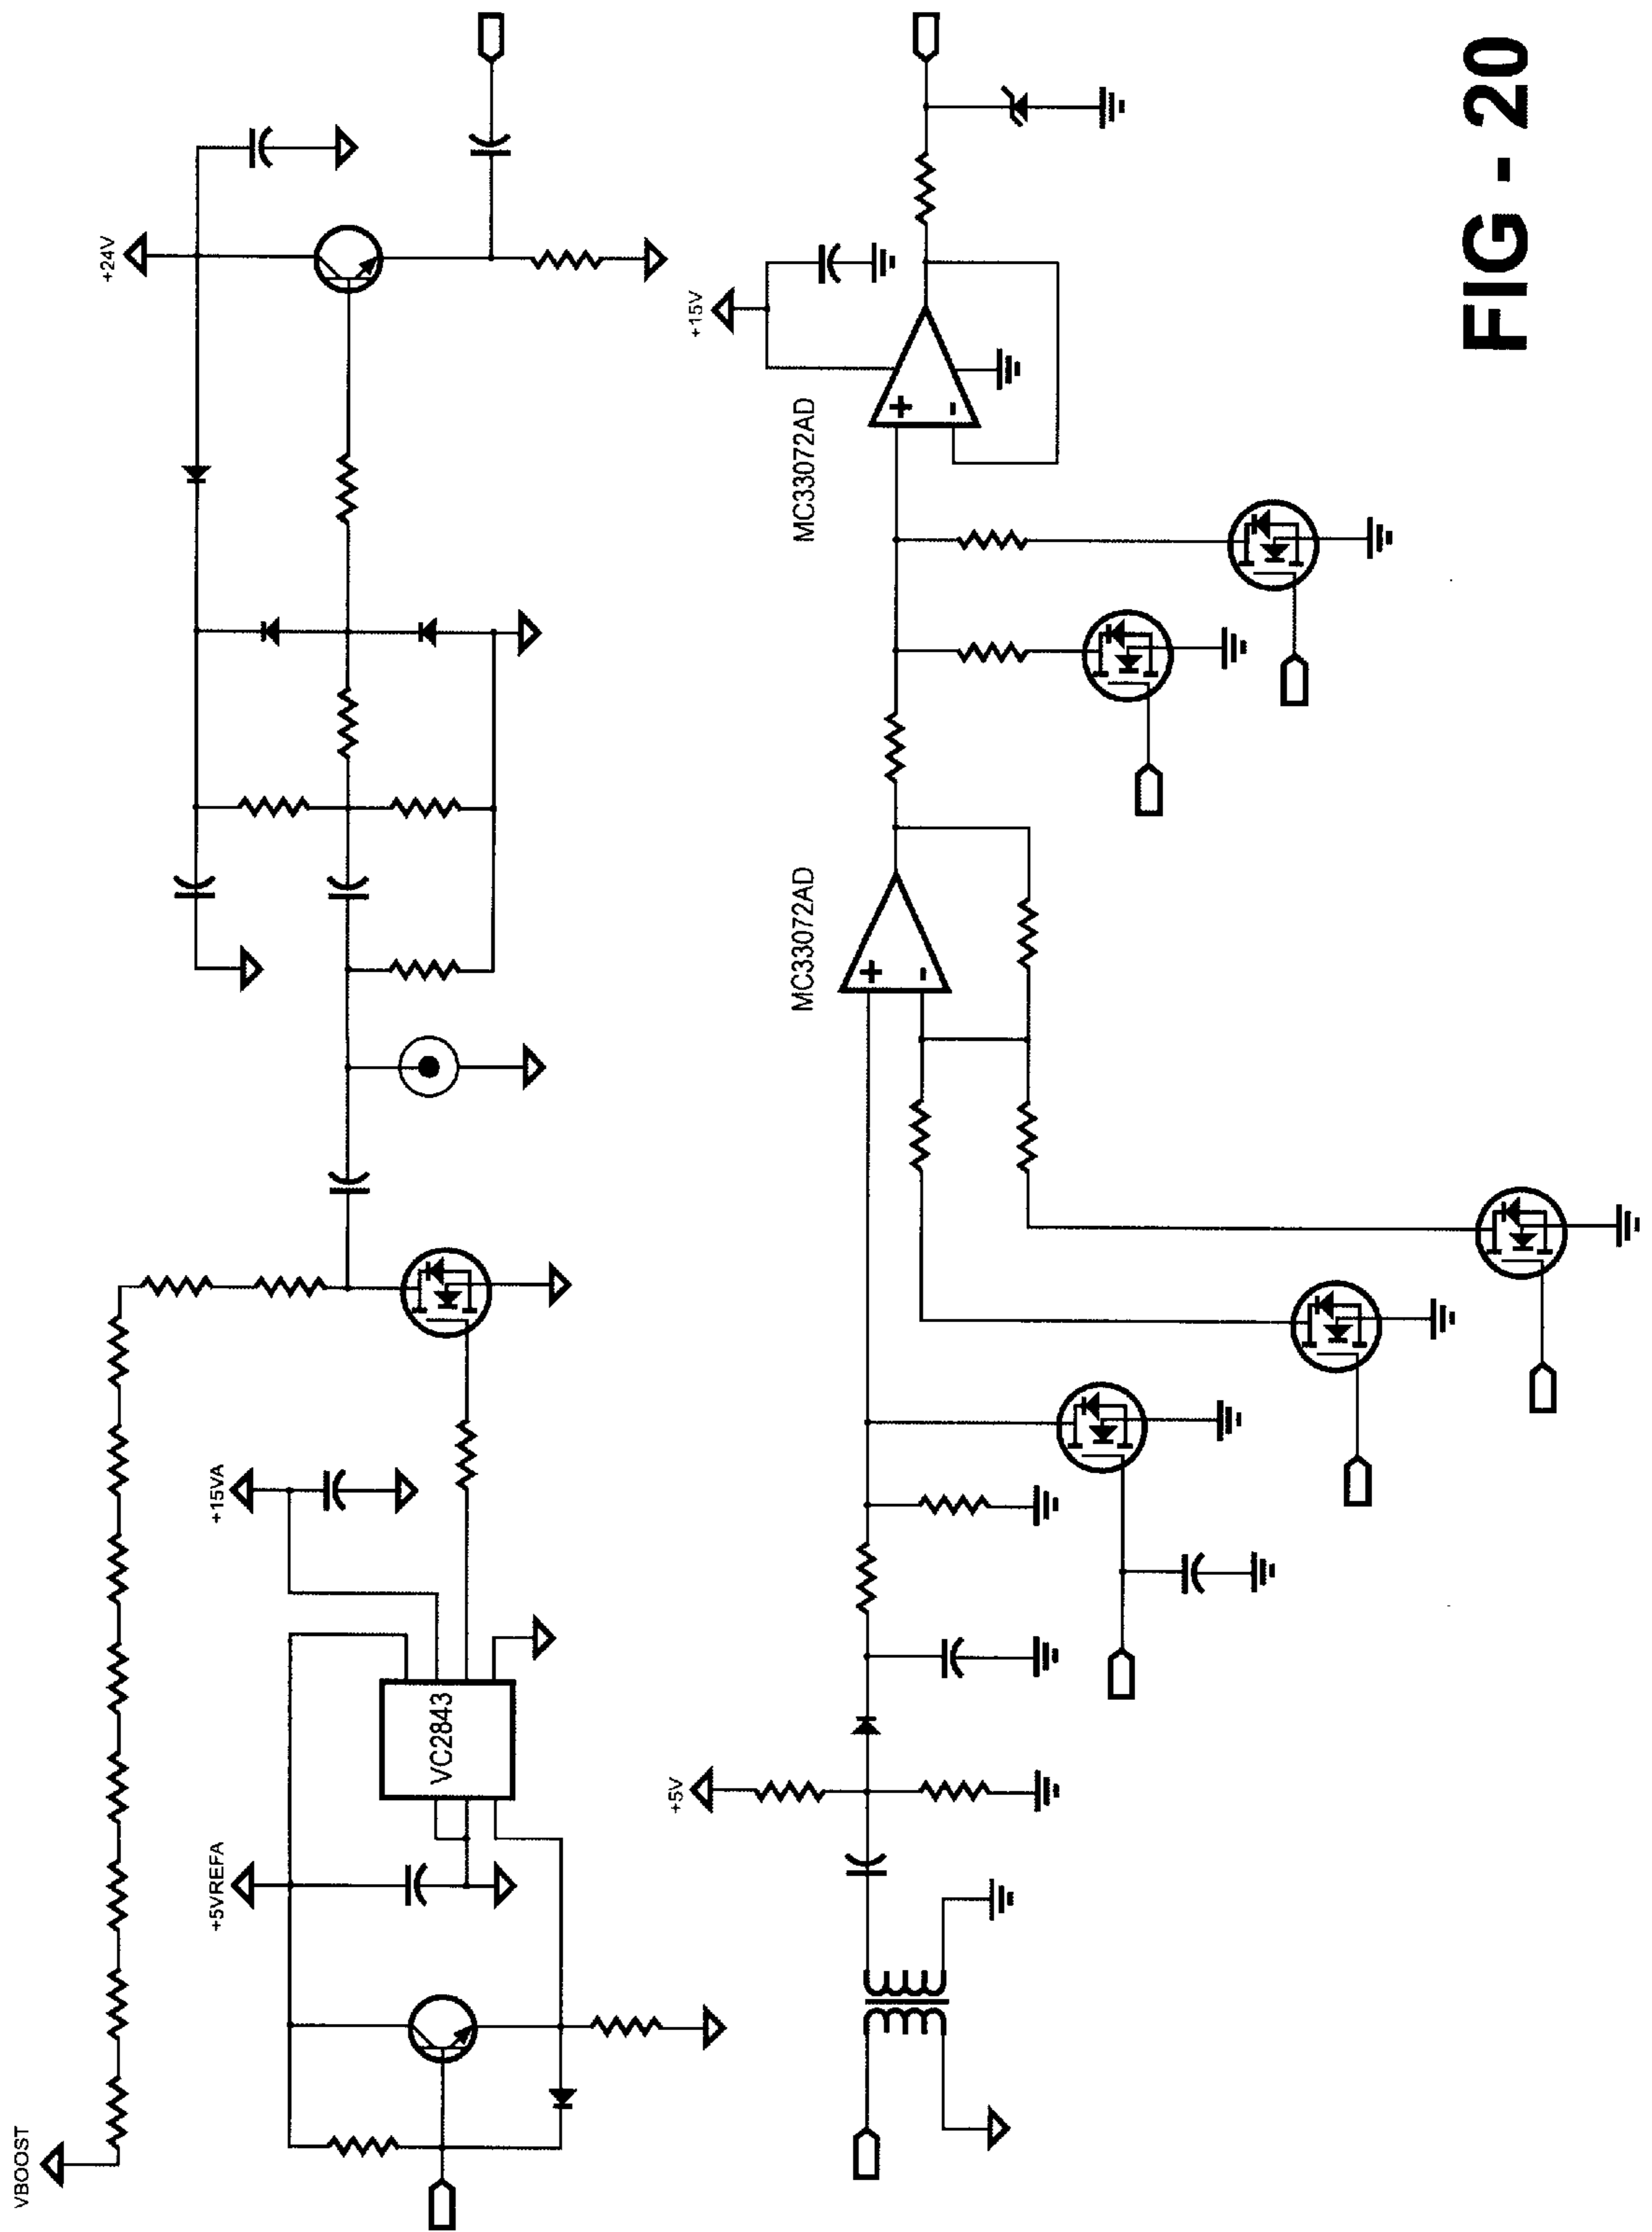 VBOOST
+5VREFA
+15VA
+24V
VC2843
+5V
+15V
MC33072AD
MC33072AD
+
-
+
-
FIG - 20